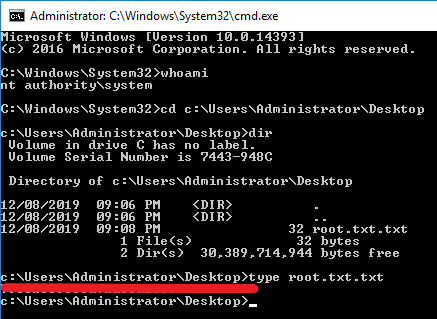 Administrator: C:\Windows\System32\cmd.exe
Microsoft Windows [Version 10.0.14393]
(c) 2016 Microsoft Corporation. All rights reserved.
C:\Windows\System32>whoami
nt authority\system
C:\Windows\System32>cd c:\Users\Administrator\Desktop
c:\Users\Administrator\Desktop>dir
Volume in drive C has no label.
Volume Serial Number is 7443-948C
Directory of c:\Users\Administrator\Desktop
12/08/2019  09:06 PM    <DIR>          .
12/08/2019  09:06 PM    <DIR>          ..
12/08/2019  09:08 PM                32 root.txt.txt
1 File(s)             32 bytes
2 Dir(s)  30,389,714,944 bytes free
c:\Users\Administrator\Desktop>type root.txt.txt
c:\Users\Administrator\Desktop>